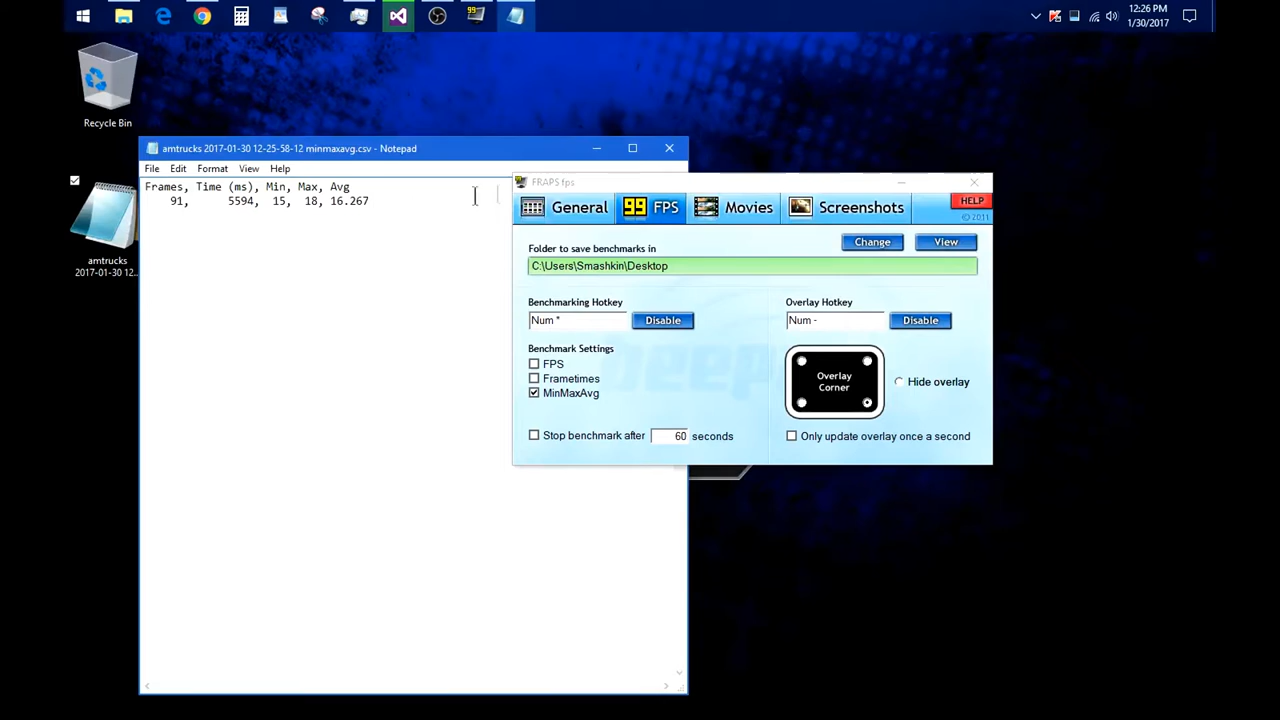 12:26 PM
1/30/2017
Recycle Bin
amtrucks
2017-01-30 12...
amtrucks 2017-01-30 12-25-58-12 minmaxavg.csv - Notepad
File Edit Format View Help
Frames, Time (ms), Min, Max, Avg
91, 5594, 15, 18, 16.267
FRAPS fps
General
99 FPS
Movies
Screenshots
HELP
© 2011
Folder to save benchmarks in
Change
View
C:\Users\Smashkin\Desktop
Benchmarking Hotkey
Num *
Disable
Overlay Hotkey
Num -
Disable
Benchmark Settings
FPS
Frametimes
MinMaxAvg
Stop benchmark after 60 seconds
Overlay
Corner
Hide overlay
Only update overlay once a second